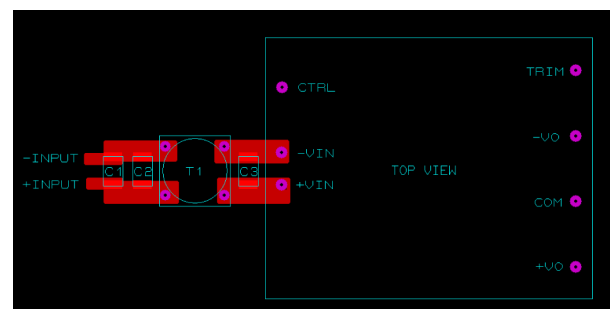 TRIM
CTRL
-VO
-INPUT
-VIN
C1 C2 T1 C3
TOP VIEW
+INPUT
+VIN
COM
+VO